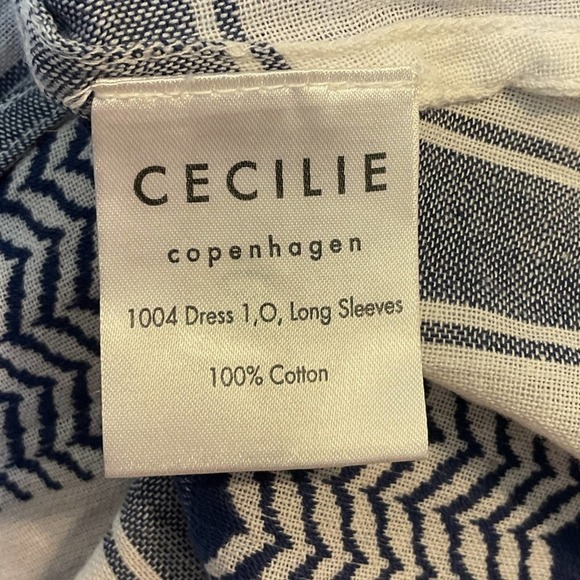 CECILIE
copenhagen
1004 Dress 1,O, Long Sleeves
100% Cotton